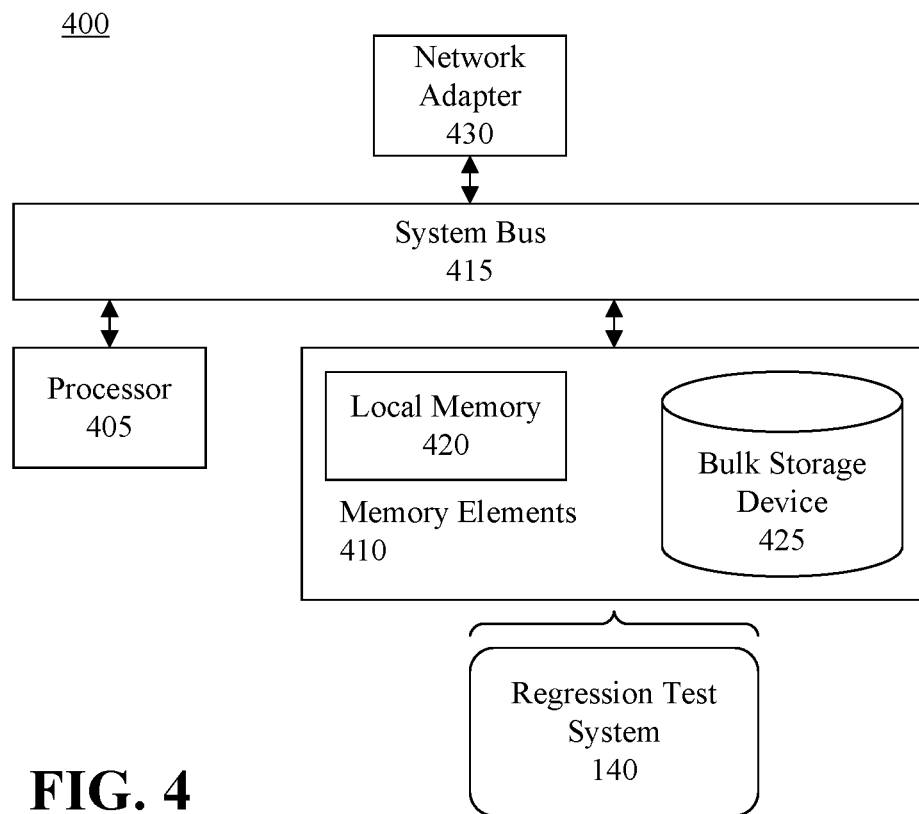 400
Network
Adapter
430
System Bus
415
Processor
405
Local Memory
420
Memory Elements
410
Bulk Storage
Device
425
Regression Test
System
140
FIG. 4